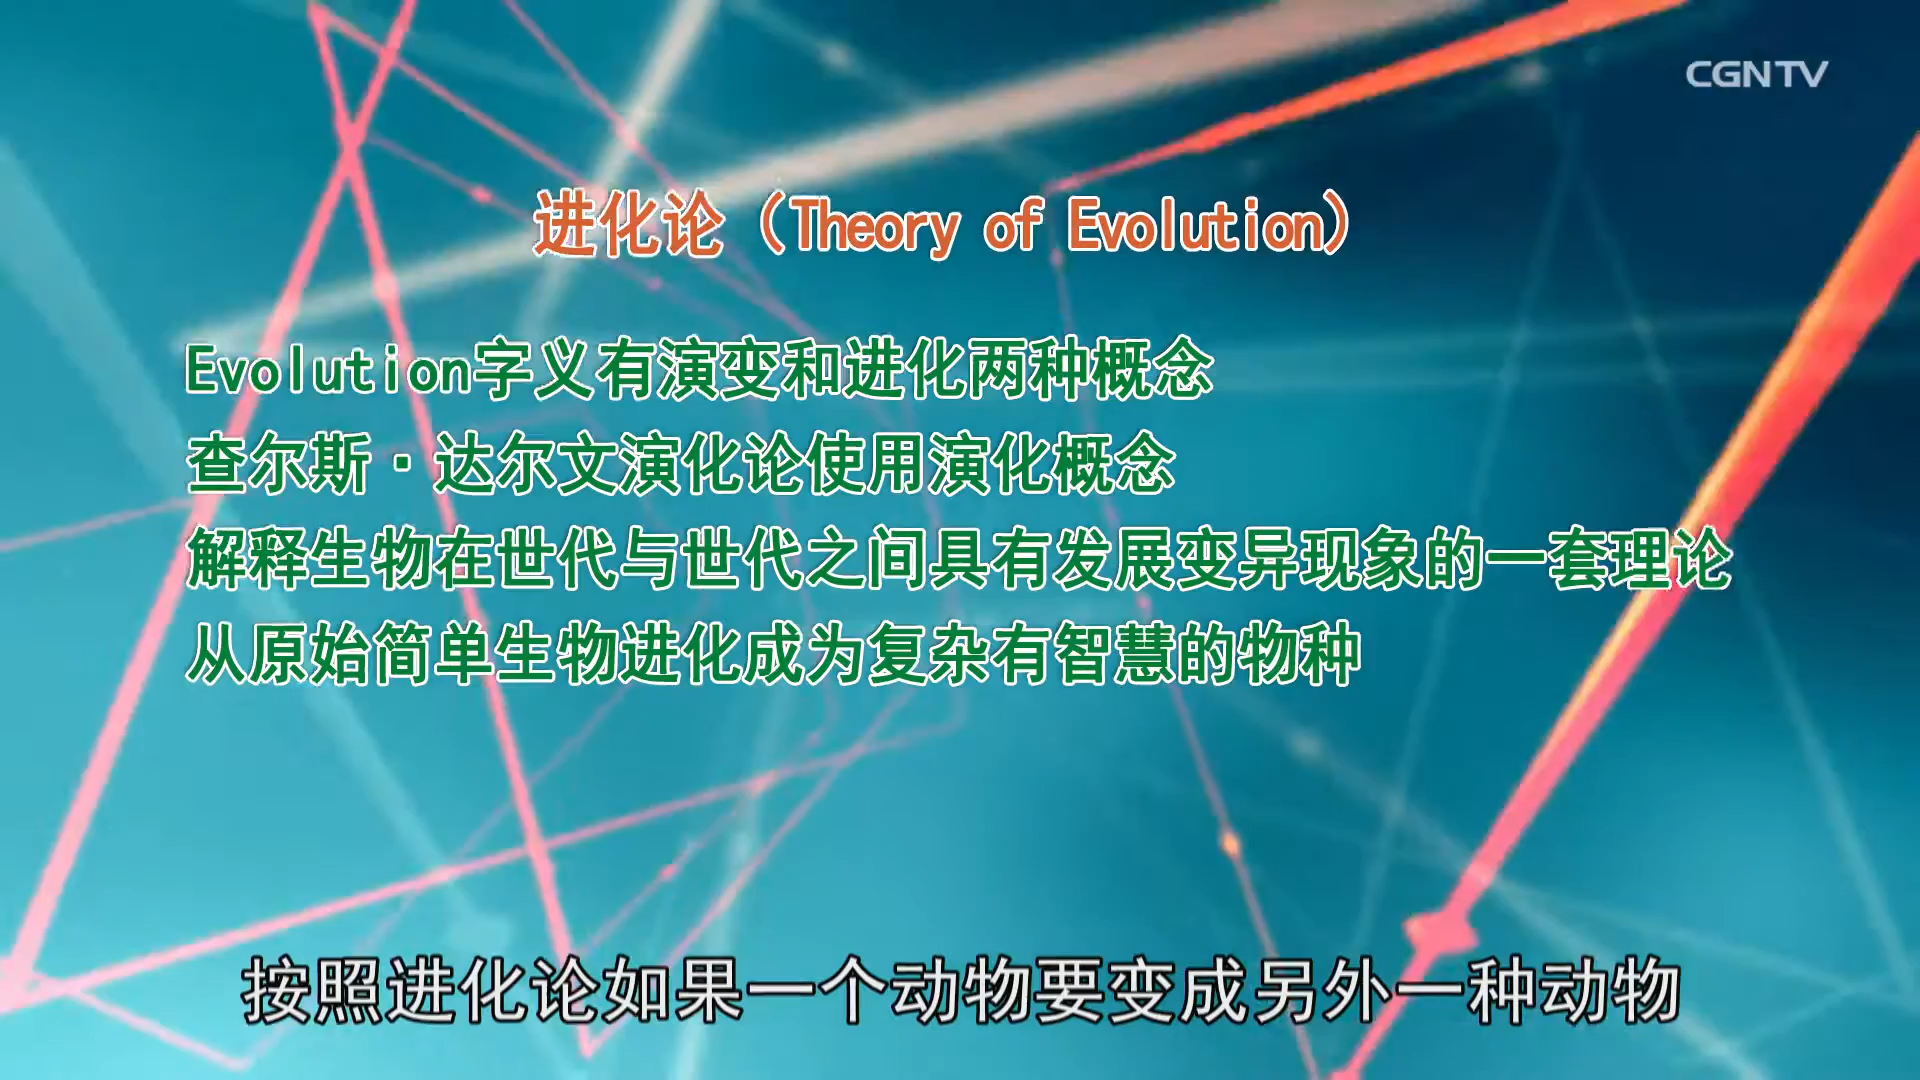 CGNTV
进化论（Theory of Evolution）
Evolution字义有演变和进化两种概念
查尔斯·达尔文演化论使用演化概念
解释生物在世代与世代之间具有发展变异现象的一套理论
从原始简单生物进化成为复杂有智慧的物种
按照进化论如果一个动物要变成另外一种动物